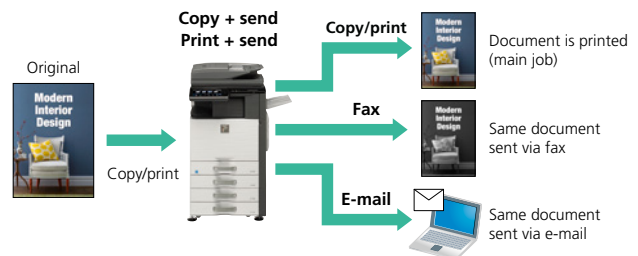 Copy + send
Print + send
Original
Modern
Interior
Design
Copy/print
Copy/print
Modern
Interior
Design
Document is printed
(main job)
Fax
Modern
Interior
Design
Same document
sent via fax
E-mail
Same document
sent via e-mail